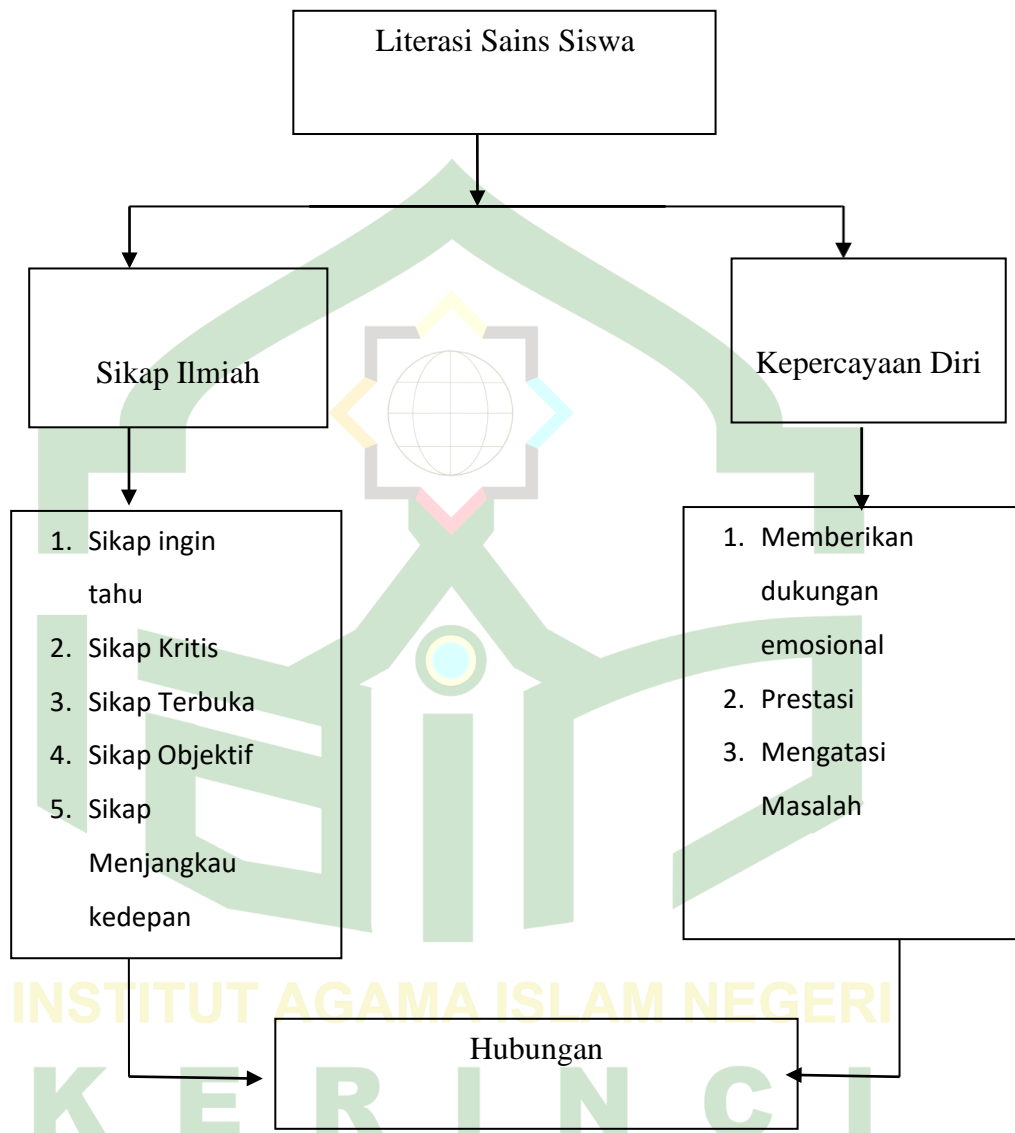 Literasi Sains Siswa
Sikap Ilmiah
Kepercayaan Diri
1. Sikap ingin
tahu
2. Sikap Kritis
3. Sikap Terbuka
4. Sikap Objektif
5. Sikap
Menjangkau
kedepan
1. Memberikan
dukungan
emosional
2. Prestasi
3. Mengatasi
Masalah
INSTITUT AGAMA ISLAM NEGERI
Hubungan
KERINCI